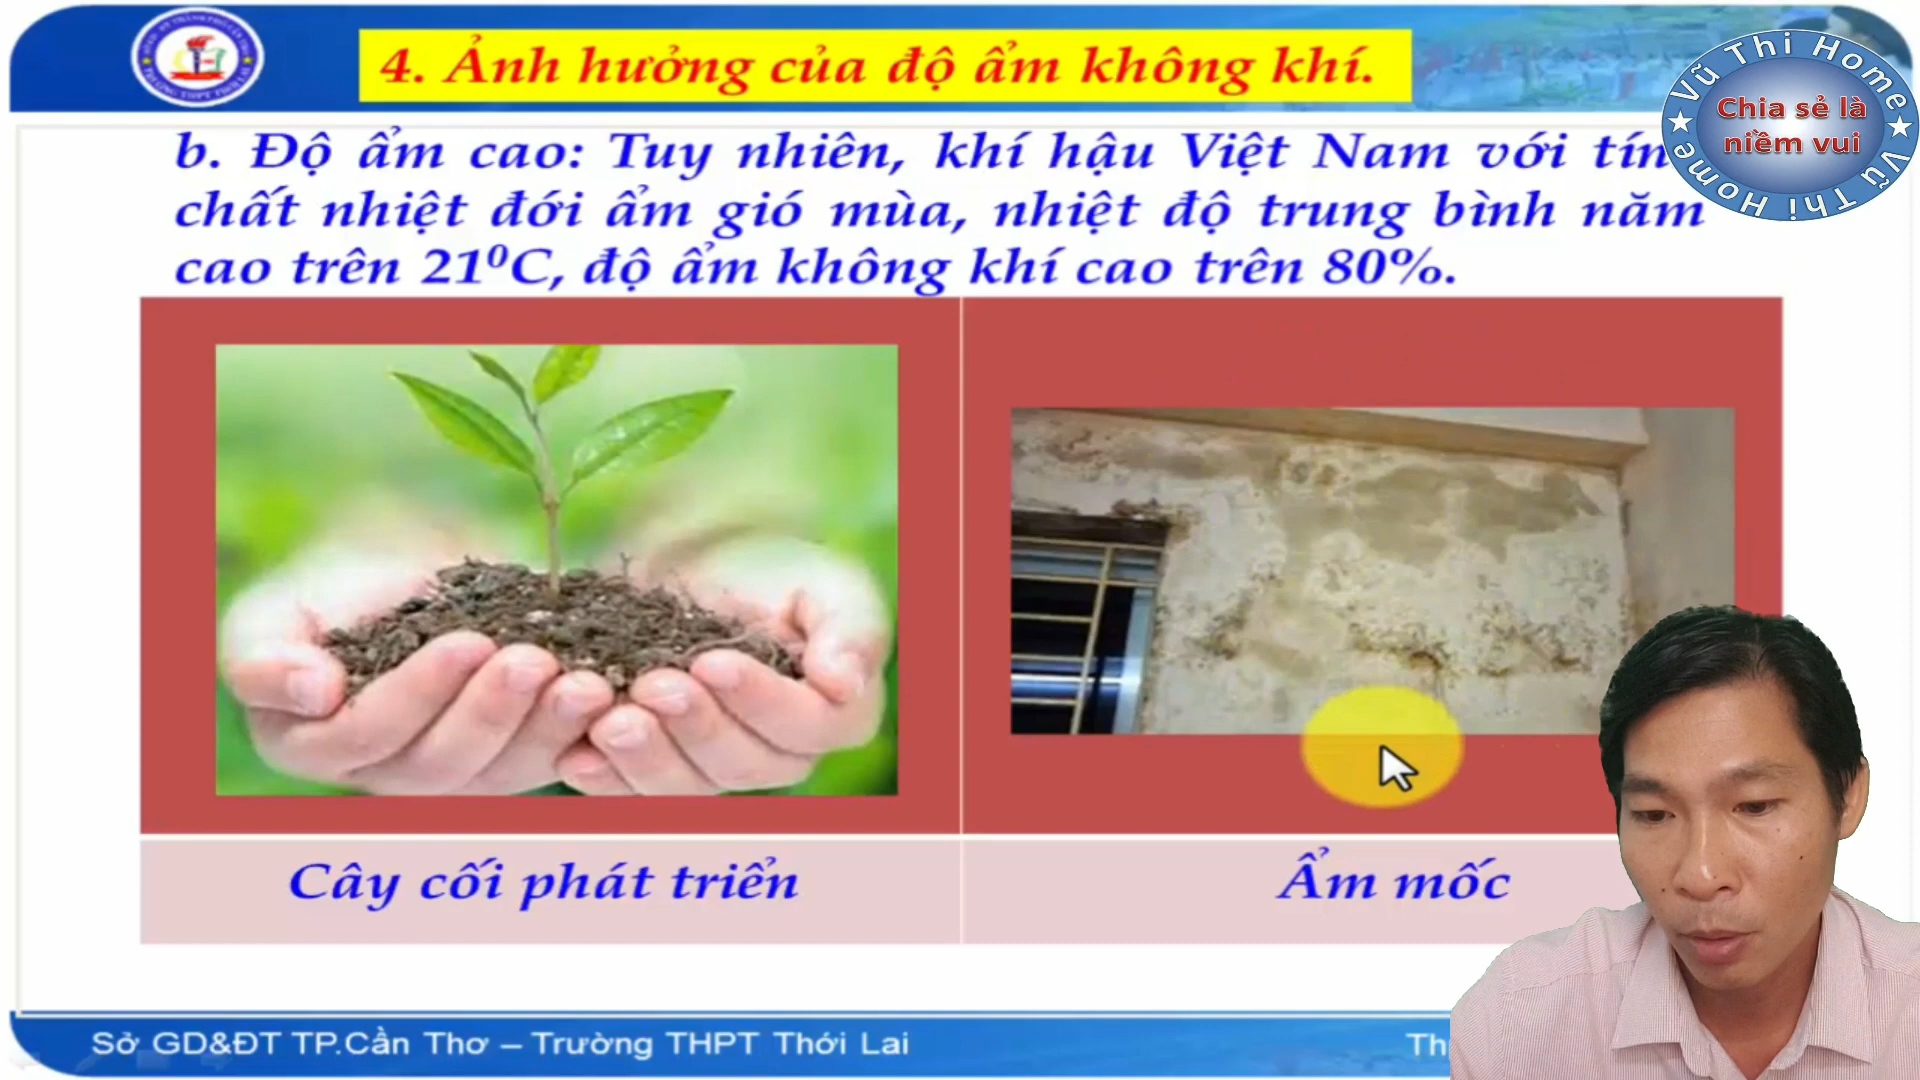 4. Ảnh hưởng của độ ẩm không khí.
Vũ Thi Home
Chia sẻ là
niềm vui
Vũ Thi Home
b. Độ ẩm cao: Tuy nhiên, khí hậu Việt Nam với
chất nhiệt đới ẩm gió mùa, nhiệt độ trung bình năm
cao trên 21⁰C, độ ẩm không khí cao trên 80%.
Cây cối phát triển
Ẩm mốc
Sở GD&ĐT TP.Cần Thơ – Trường THPT Thới Lai